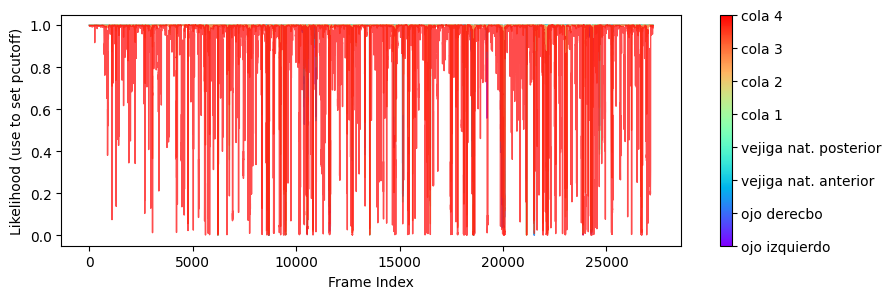 1.0
0.8
0.6
0.4
0.2
0.0
Likelihood (use to set pcutoff)
0
5000
10000
15000
20000
25000
Frame Index
cola 4
cola 3
cola 2
cola 1
vejiga nat. posterior
vejiga nat. anterior
ojo derecbo
ojo izquierdo